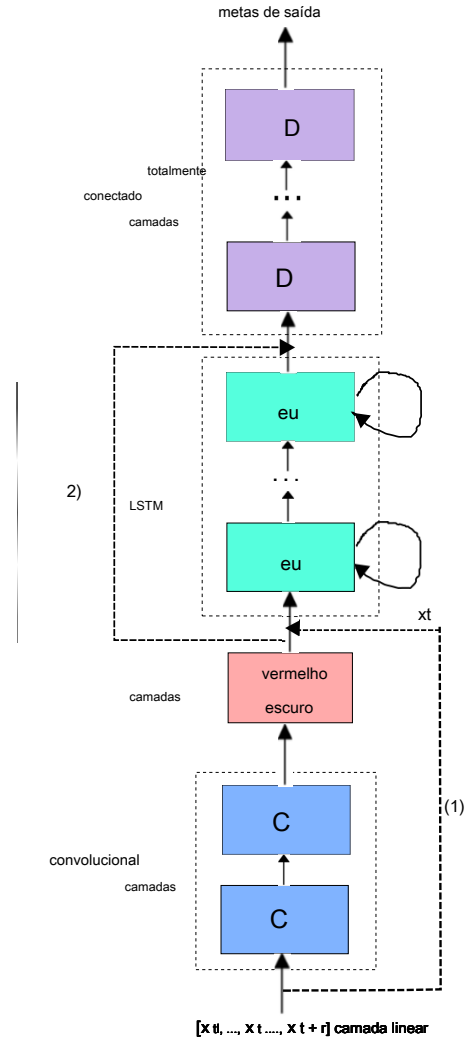 metas de saída
D
totalmente
...
conectado
camadas
D
eu
...
2)
LSTM
eu
xt
vermelho
escuro
camadas
(1)
C
convolucional
camadas
C
[x tl, ..., x t ...., x t + r] camada linear